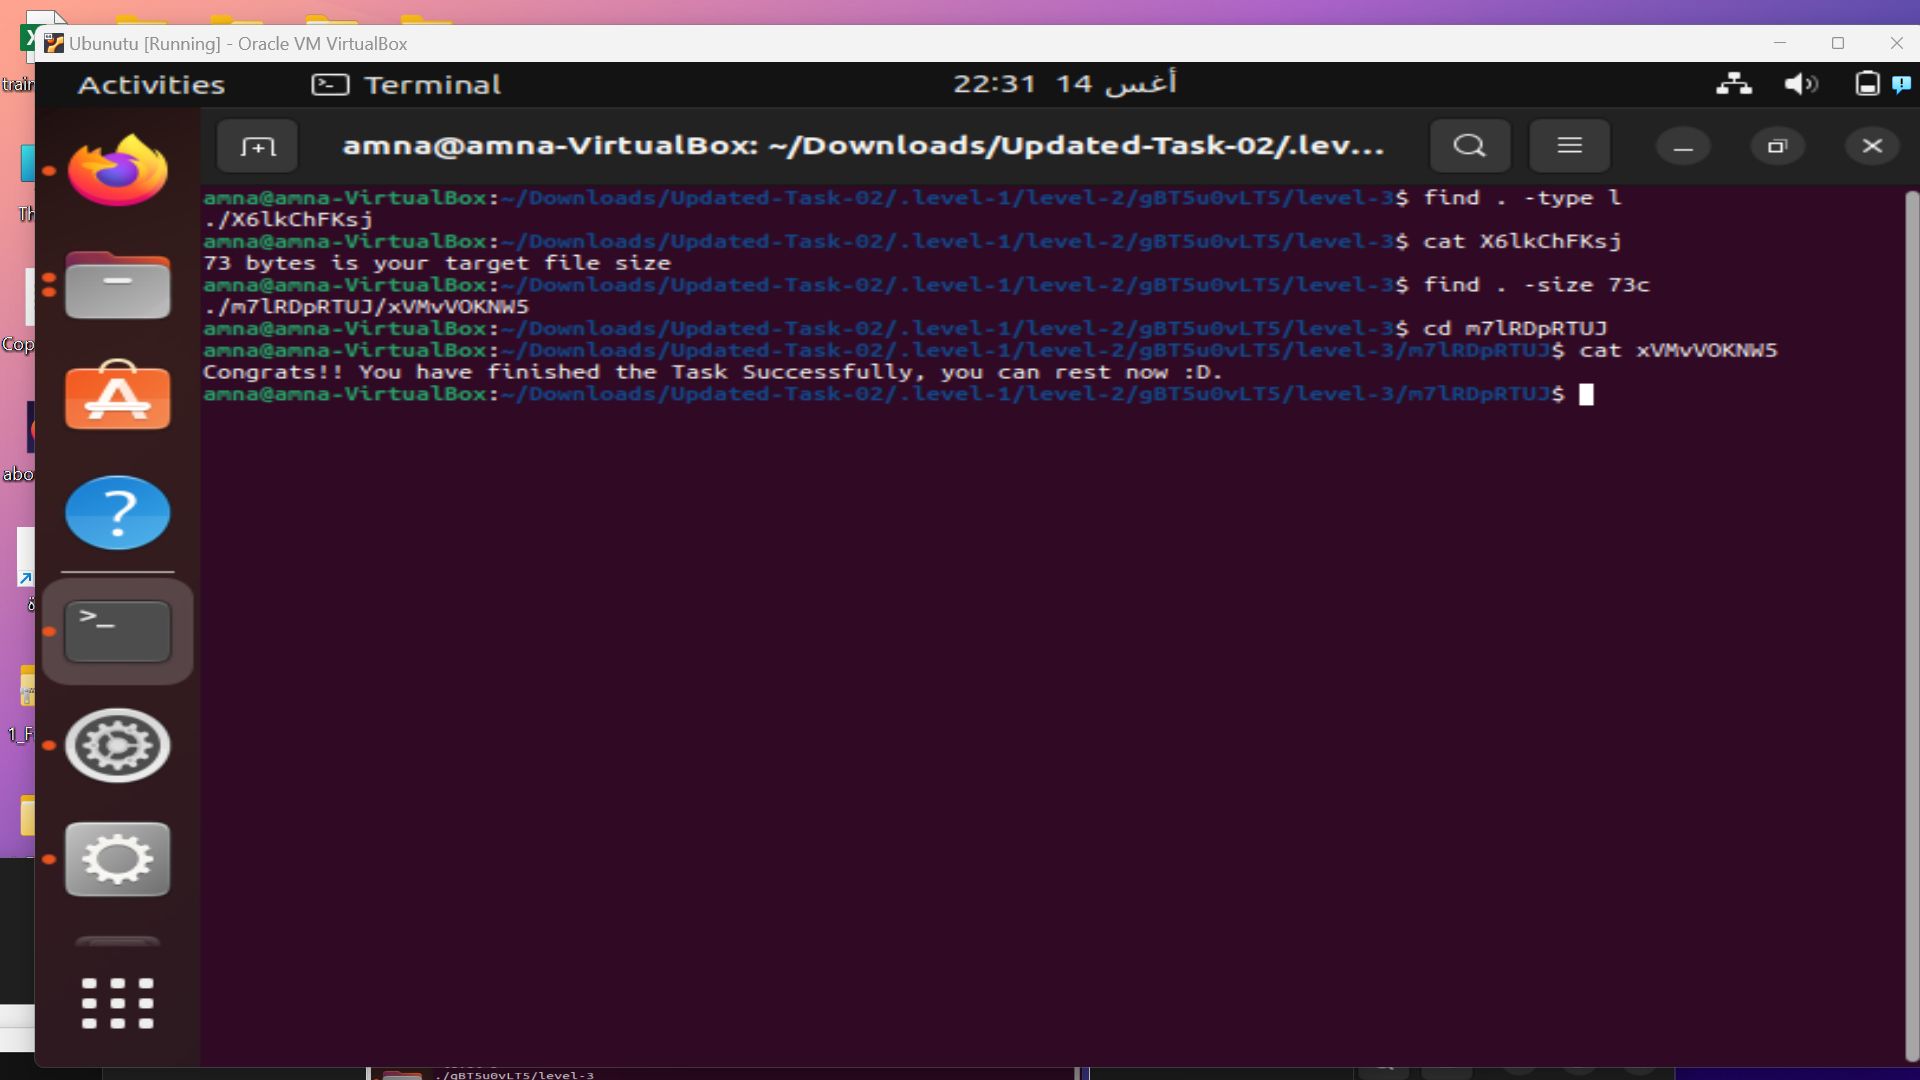 Ubunutu [Running] - Oracle VM VirtualBox
Activities
Terminal
22:31 14 أغس
amna@amna-VirtualBox: ~/Downloads/Updated-Task-02/.lev...
amna@amna-VirtualBox:~/Downloads/Updated-Task-02/.level-1/level-2/gBT5u0vLT5/level-3$ find . -type l
./X6lkChFKsj
amna@amna-VirtualBox:~/Downloads/Updated-Task-02/.level-1/level-2/gBT5u0vLT5/level-3$ cat X6lkChFKsj
73 bytes is your target file size
amna@amna-VirtualBox:~/Downloads/Updated-Task-02/.level-1/level-2/gBT5u0vLT5/level-3$ find . -size 73c
./m7lRDpRTUJ/xVMvVOKNW5
amna@amna-VirtualBox:~/Downloads/Updated-Task-02/.level-1/level-2/gBT5u0vLT5/level-3$ cd m7lRDpRTUJ
amna@amna-VirtualBox:~/Downloads/Updated-Task-02/.level-1/level-2/gBT5u0vLT5/level-3/m7lRDpRTUJ$ cat xVMvVOKNW5
Congrats!! You have finished the Task Successfully, you can rest now :D.
amna@amna-VirtualBox:~/Downloads/Updated-Task-02/.level-1/level-2/gBT5u0vLT5/level-3/m7lRDpRTUJ$
train
Th
Cop
abo
ة
1_F
./gBT5u0vLT5/level-3